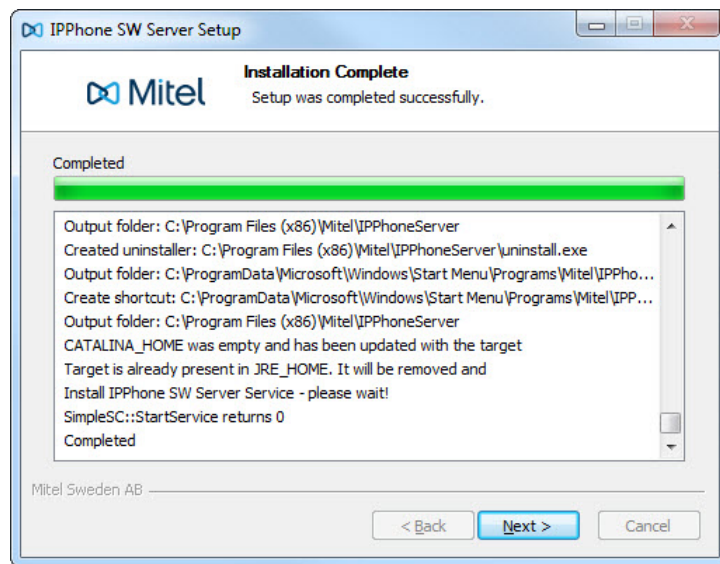 IPPhone SW Server Setup
Mitel
Installation Complete
Setup was completed successfully.
Completed
Output folder: C:\Program Files (x86)\Mitel\IPPhoneServer
Created uninstaller: C:\Program Files (x86)\Mitel\IPPhoneServer\uninstall.exe
Output folder: C:\ProgramData\Microsoft\Windows\Start Menu\Programs\Mitel\IPPho...
Create shortcut: C:\ProgramData\Microsoft\Windows\Start Menu\Programs\Mitel\IPP...
Output folder: C:\Program Files (x86)\Mitel\IPPhoneServer
CATALINA_HOME was empty and has been updated with the target
Target is already present in JRE_HOME. It will be removed and
Install IPPhone SW Server Service - please wait!
SimpleSC::StartService returns 0
Completed
Mitel Sweden AB
< Back Next > Cancel